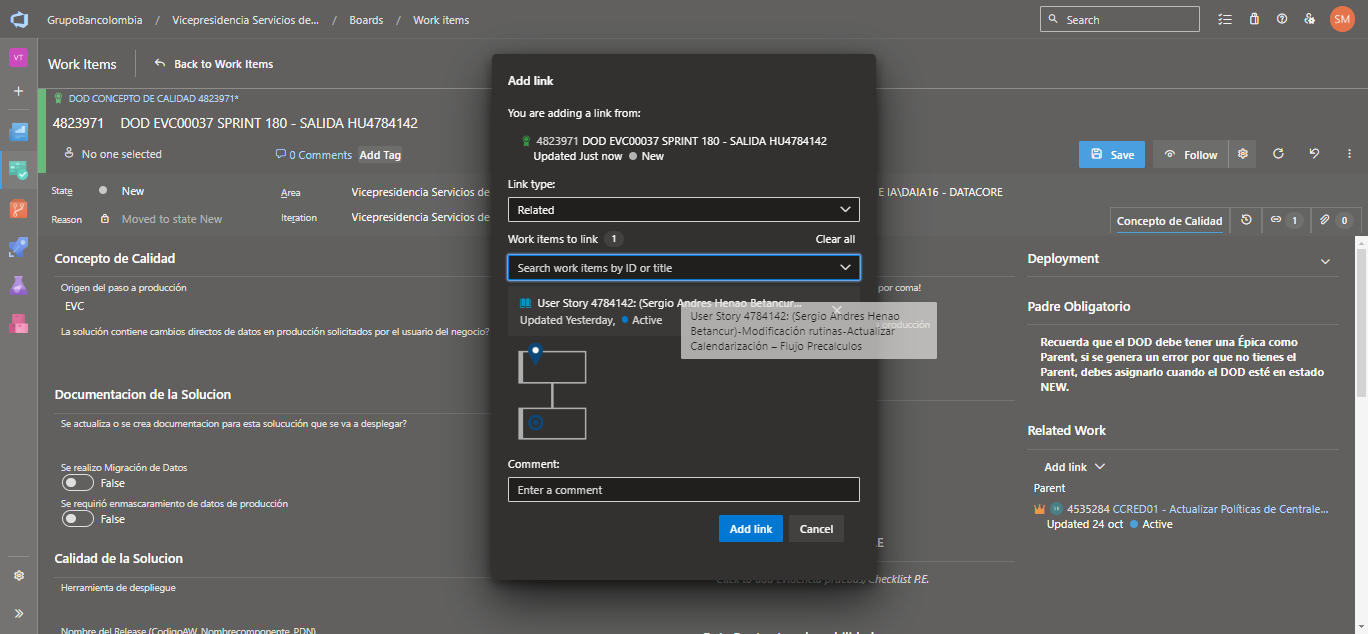 GrupoBancolombia / Vicepresidencia Servicios de... / Boards / Work items
Search
SM
VT
Work Items
Back to Work Items
DOD CONCEPTO DE CALIDAD 4823971*
4823971 DOD EVC00037 SPRINT 180 - SALIDA HU4784142
No one selected
0 Comments
Add Tag
Save
Follow
State
New
Area
Vicepresidencia Servicios de
E IA\DAIA16 - DATACORE
Reason
Moved to state New
Iteration
Vicepresidencia Servicios de
Concepto de Calidad
1
0
Concepto de Calidad
Origen del paso a producción
EVC
La solución contiene cambios directos de datos en producción solicitados por el usuario del negocio?
Documentacion de la Solucion
Se actualiza o se crea documentacion para esta solucución que se va a desplegar?
Se realizo Migración de Datos
False
Se requirió enmascaramiento de datos de producción
False
Calidad de la Solucion
Herramienta de despliegue
Nombre del Release (CodigoAW_Nombrecomponente_PDN)
Add link
You are adding a link from:
4823971 DOD EVC00037 SPRINT 180 - SALIDA HU4784142
Updated Just now New
Link type:
Related
Work items to link 1
Clear all
Search work items by ID or title
User Story 4784142: (Sergio Andres Henao Betancur...
Updated Yesterday, Active
User Story 4784142: (Sergio Andres Henao
Betancur)-Modificación rutinas-Actualizar
Calendarización – Flujo Precalculos
Comment:
Enter a comment
Add link
Cancel
por coma!
producción
Click to add Evidencia pruebas/Checklist P.E.
Deployment
Padre Obligatorio
Recuerda que el DOD debe tener una Épica como
Parent, si se genera un error por que no tienes el
Parent, debes asignarlo cuando el DOD esté en estado
NEW.
Related Work
Add link
Parent
4535284 CCRED01 - Actualizar Políticas de Centrale...
Updated 24 oct Active